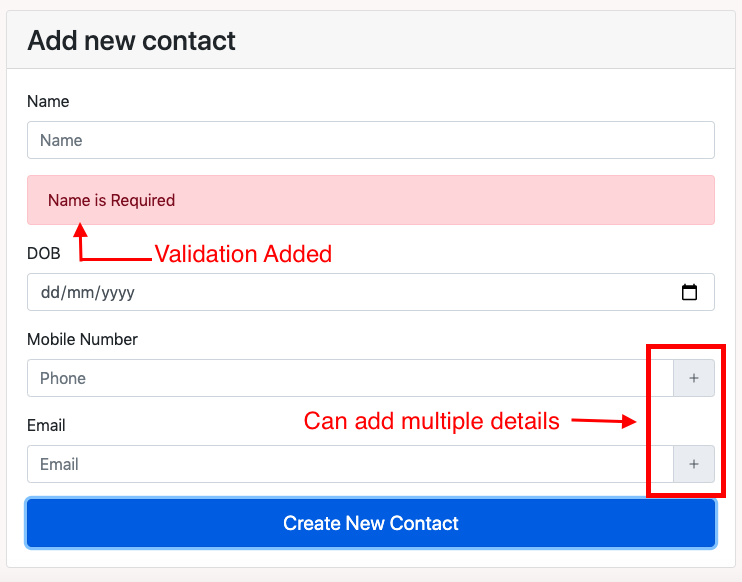 Add new contact
Name
Name
Name is Required
Validation Added
DOB
dd/mm/yyyy
Mobile Number
Phone +
Can add multiple details
Email
Email +
Create New Contact